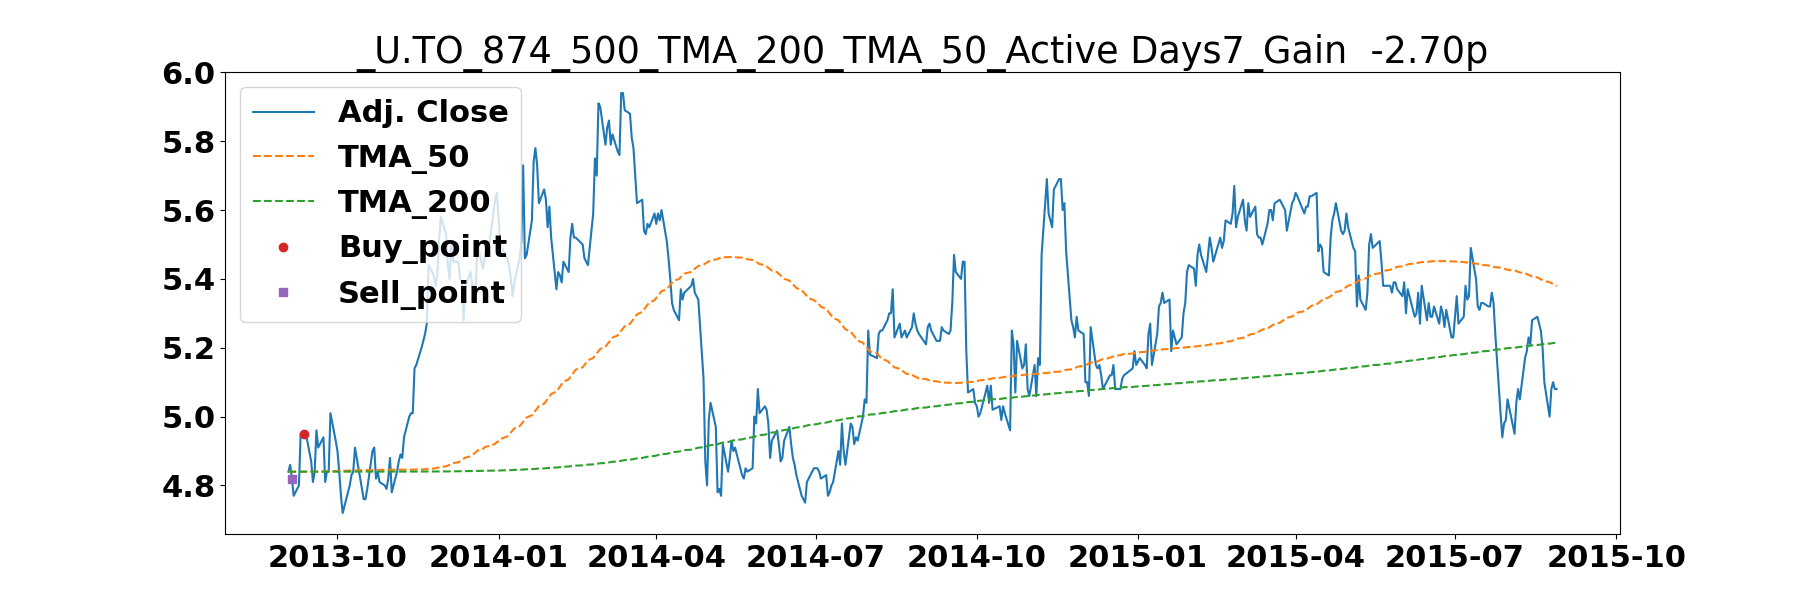 _U.TO_874_500_TMA_200_TMA_50_Active Days7_Gain  -2.70p
6.0
5.8
5.6
5.4
5.2
5.0
4.8
Adj. Close
TMA_50
TMA_200
Buy_point
Sell_point
2013-10 2014-01 2014-04 2014-07 2014-10 2015-01 2015-04 2015-07 2015-10